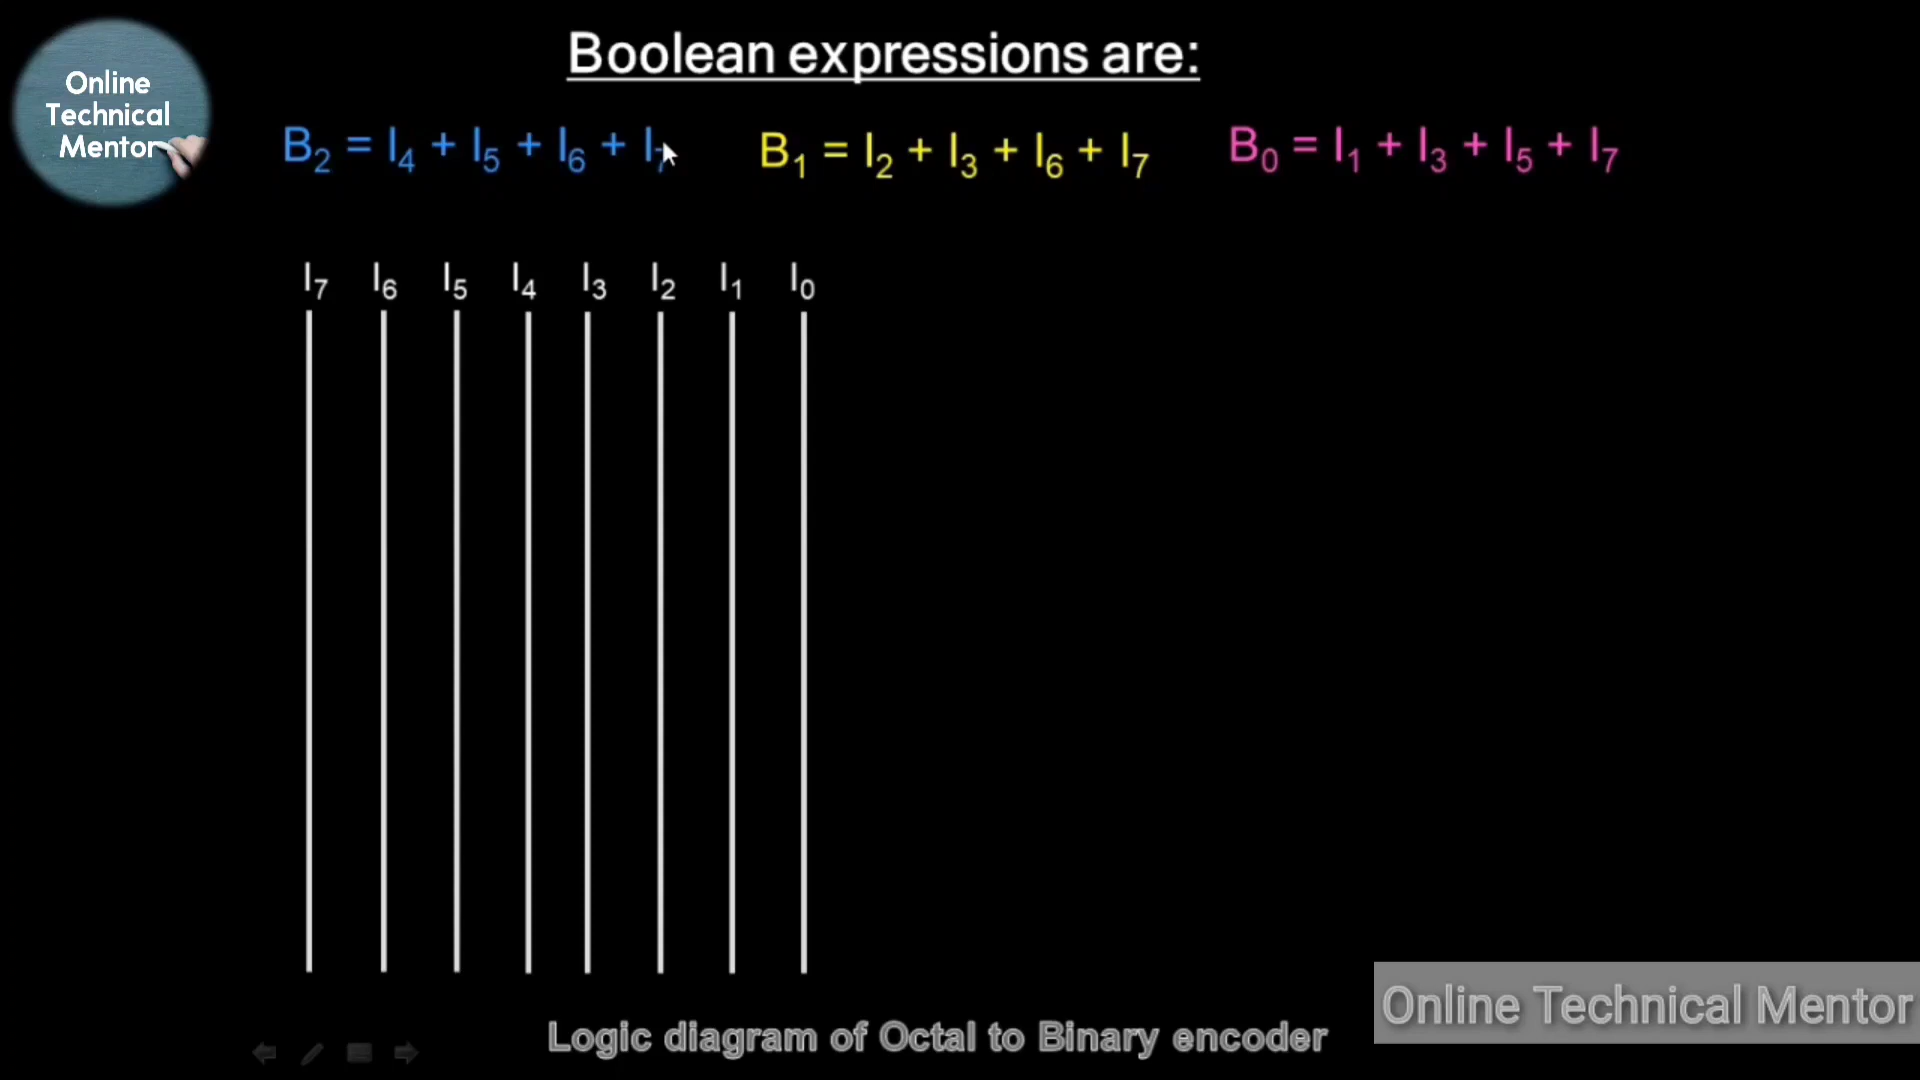 Online
Technical
Mentor
Boolean expressions are:
B₂ = I₄ + I₅ + I₆ + I₇
B₁ = I₂ + I₃ + I₆ + I₇
B₀ = I₁ + I₃ + I₅ + I₇
I₇ I₆ I₅ I₄ I₃ I₂ I₁ I₀
Logic diagram of Octal to Binary encoder
Online Technical Mentor